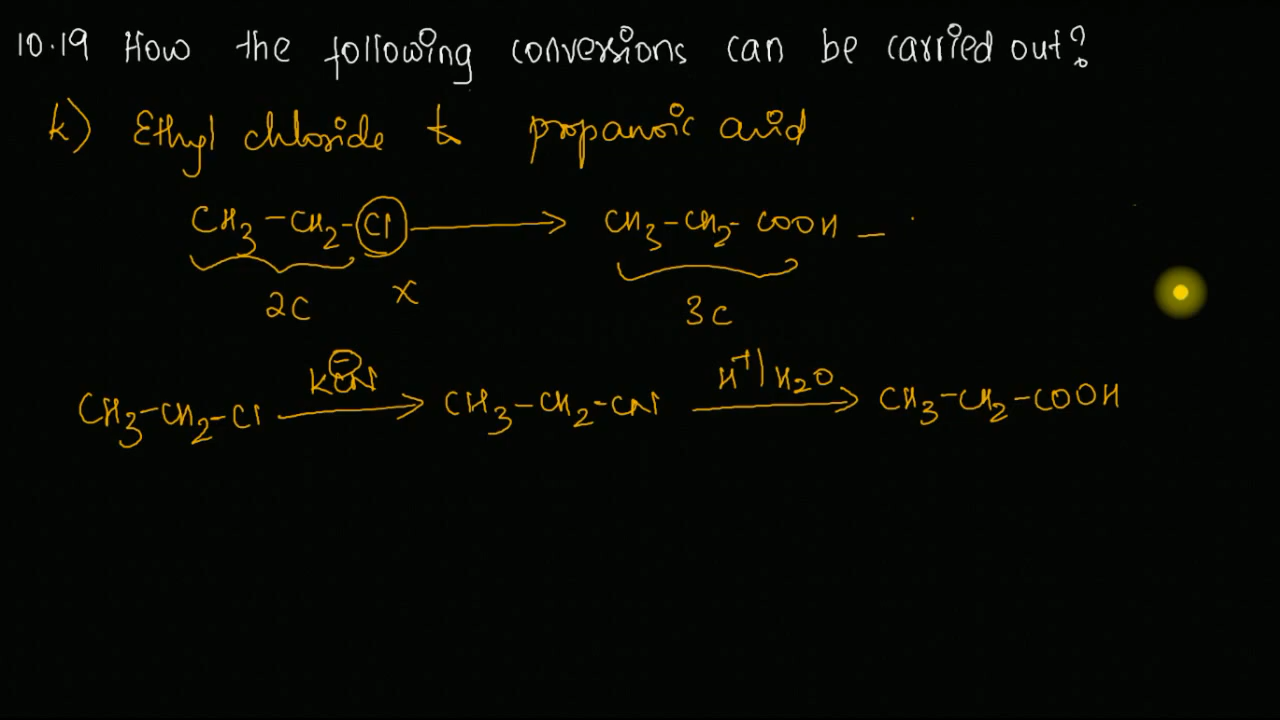 10.19 How the following conversions can be carried out?
k) Ethyl chloride to propanoic acid
CH3-CH2-Cl → CH3-CH2-COOH -
2C x 3C
KCN⊖ H+/H2O
CH3-CH2-Cl → CH3-CH2-CN → CH3-CH2-COOH